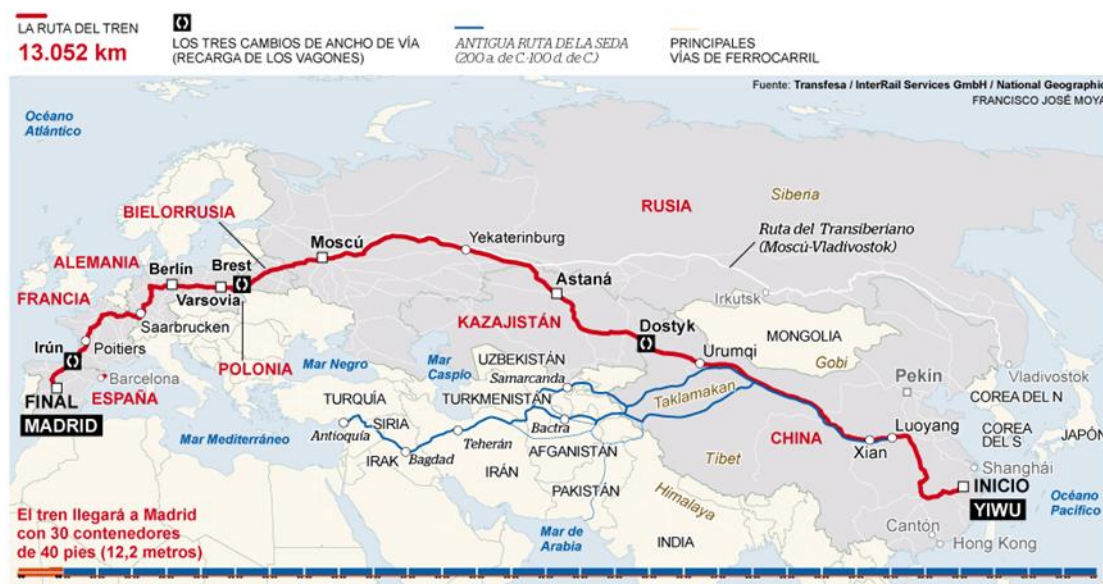 LA RUTA DEL TREN
13.052 km
LOS TRES CAMBIOS DE ANCHO DE VÍA
(RECARGA DE LOS VAGONES)
ANTIGUA RUTA DE LA SEDA
(200 a. de C.-100 d. de C.)
PRINCIPALES
VÍAS DE FERROCARRIL
Fuente: Transfesa / InterRail Services GmbH / National Geographic
FRANCISCO JOSÉ MOYA
Océano
Atlántico
Siberia
RUSIA
BIELORRUSIA
Ruta del Transiberiano
(Moscú-Vladivostok)
Moscú
Yekaterinburg
ALEMANIA
Berlín
Brest
Astaná
FRANCIA
Varsovia
Irkutsk
Saarbrucken
KAZAJISTÁN
Dostyk
MONGOLIA
Irún
Poitiers
Urumqi
Gobi
POLONIA
Mar Negro
Mar
Caspio
UZBEKISTÁN
Samarcanda
Barcelona
ESPAÑA
Pekín
Vladivostok
FINAL
MADRID
TURQUÍA
TURKMENISTÁN
Taklamakan
COREA DEL N
SIRIA
Bactra
Luoyang
COREA
DEL S
JAPÓN
Mar Mediterráneo
Antioquía
Teherán
CHINA
AFGANISTÁN
Xian
IRAK
Bagdad
IRÁN
Tibet
Shanghái
PAKISTÁN
INICIO
YIWU
Himalaya
Océano
Pacífico
El tren llegará a Madrid
con 30 contenedores
de 40 pies (12,2 metros)
Mar de
Arabia
INDIA
Cantón
Hong Kong